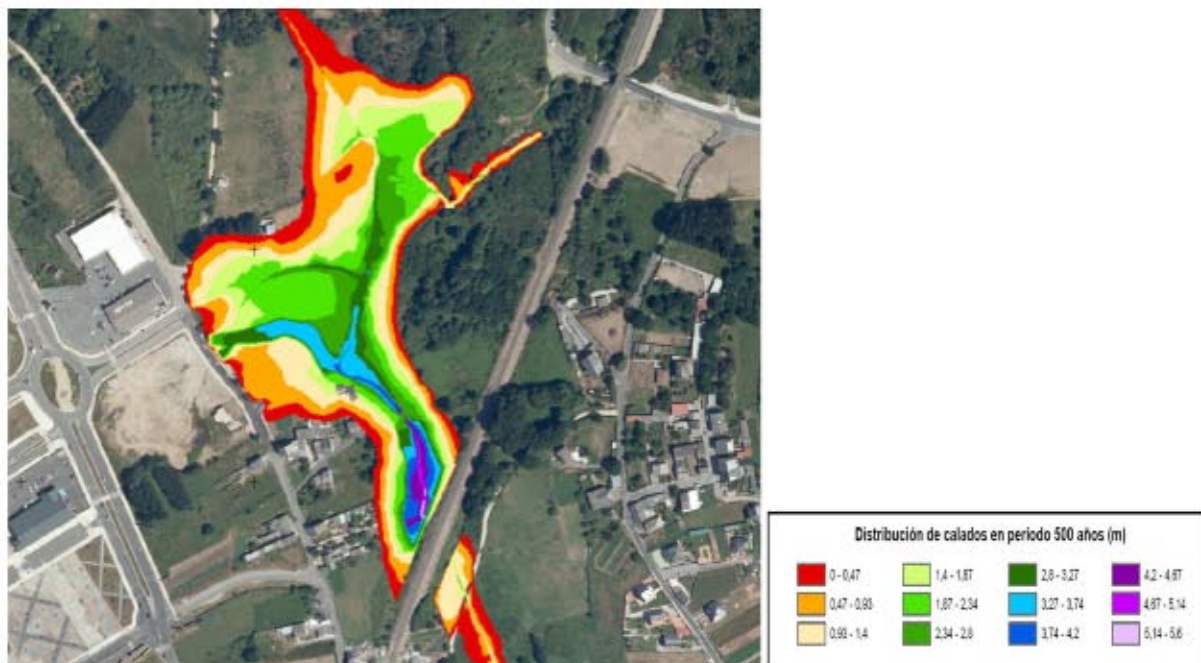 Distribución de calados en periodo 500 años (m)
0 - 0,47
1,4 - 1,87
2,8 - 3,27
4,2 - 4,67
0,47 - 0,93
1,87 - 2,34
3,27 - 3,74
4,67 - 5,14
0,93 - 1,4
2,34 - 2,8
3,74 - 4,2
5,14 - 5,6